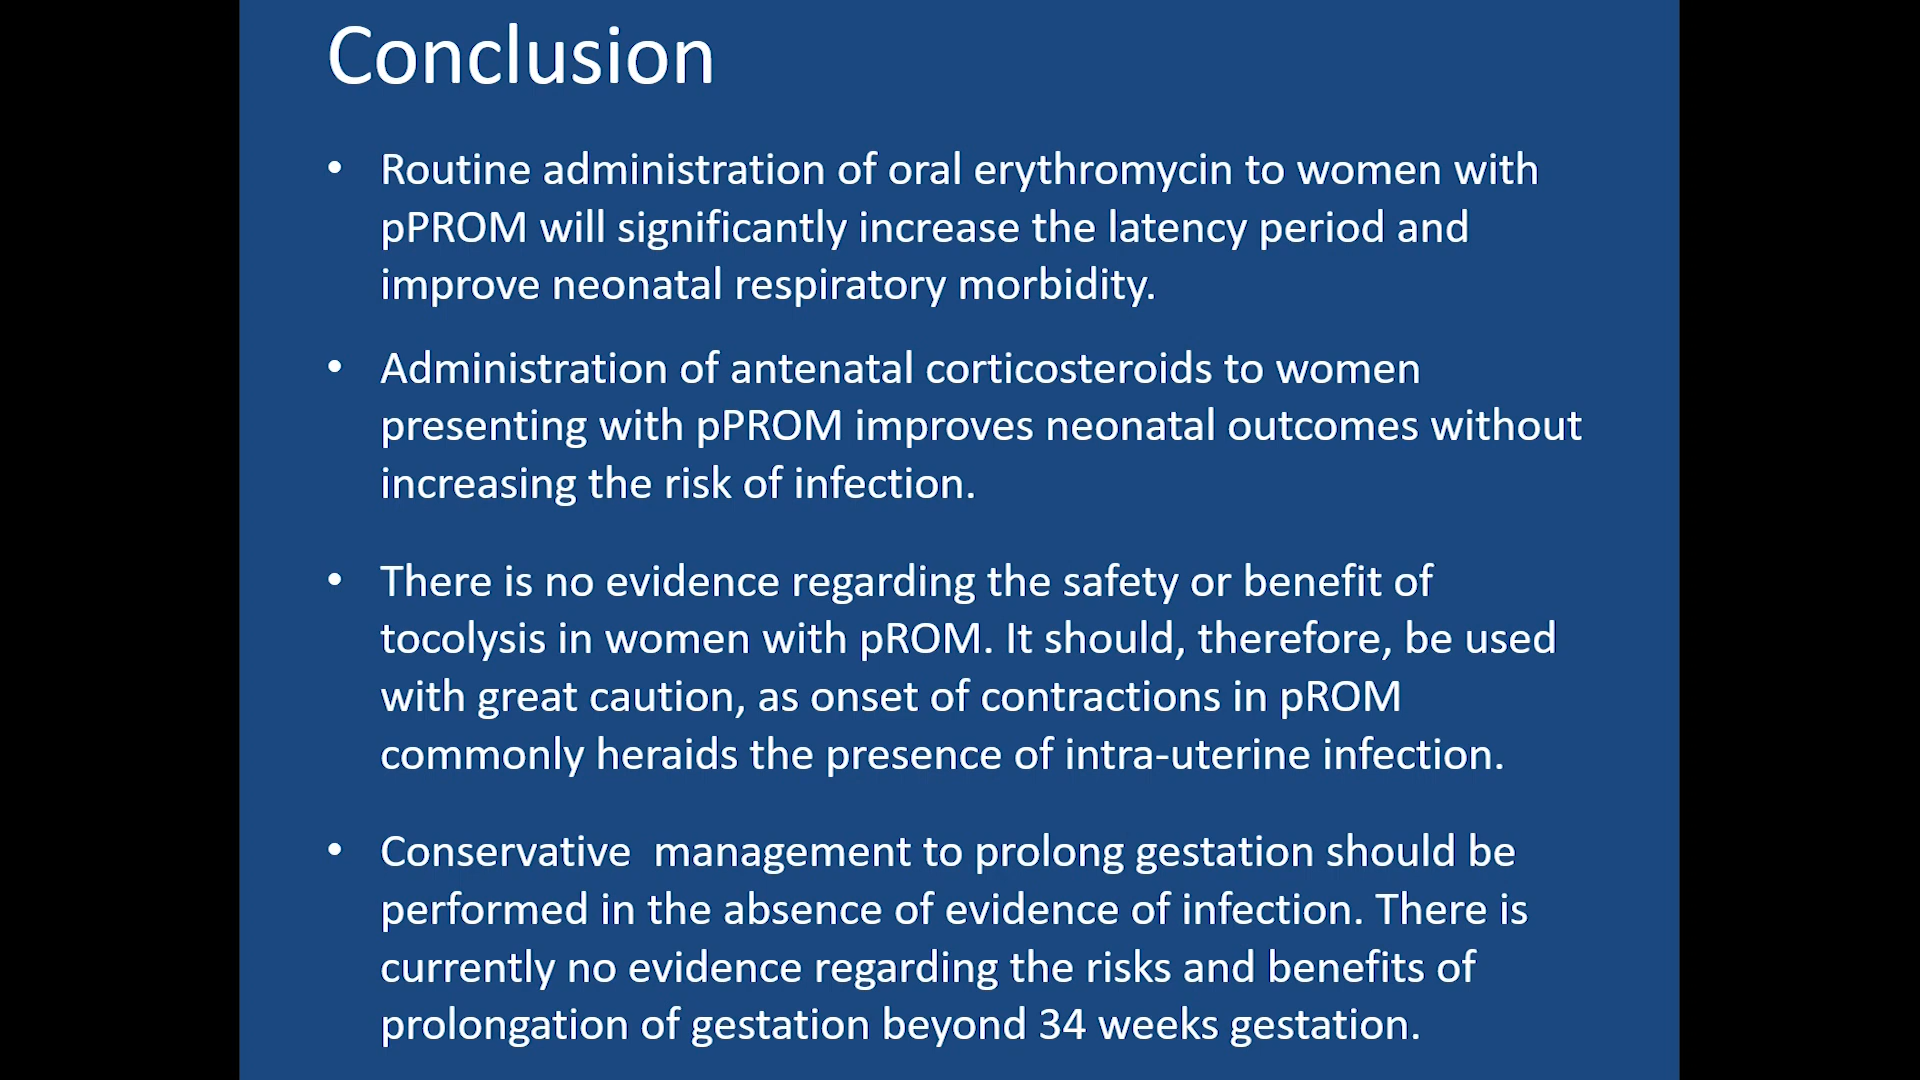 Conclusion
• Routine administration of oral erythromycin to women with
pPROM will significantly increase the latency period and
improve neonatal respiratory morbidity.
• Administration of antenatal corticosteroids to women
presenting with pPROM improves neonatal outcomes without
increasing the risk of infection.
• There is no evidence regarding the safety or benefit of
tocolysis in women with pROM. It should, therefore, be used
with great caution, as onset of contractions in pROM
commonly heraids the presence of intra-uterine infection.
• Conservative  management to prolong gestation should be
performed in the absence of evidence of infection. There is
currently no evidence regarding the risks and benefits of
prolongation of gestation beyond 34 weeks gestation.